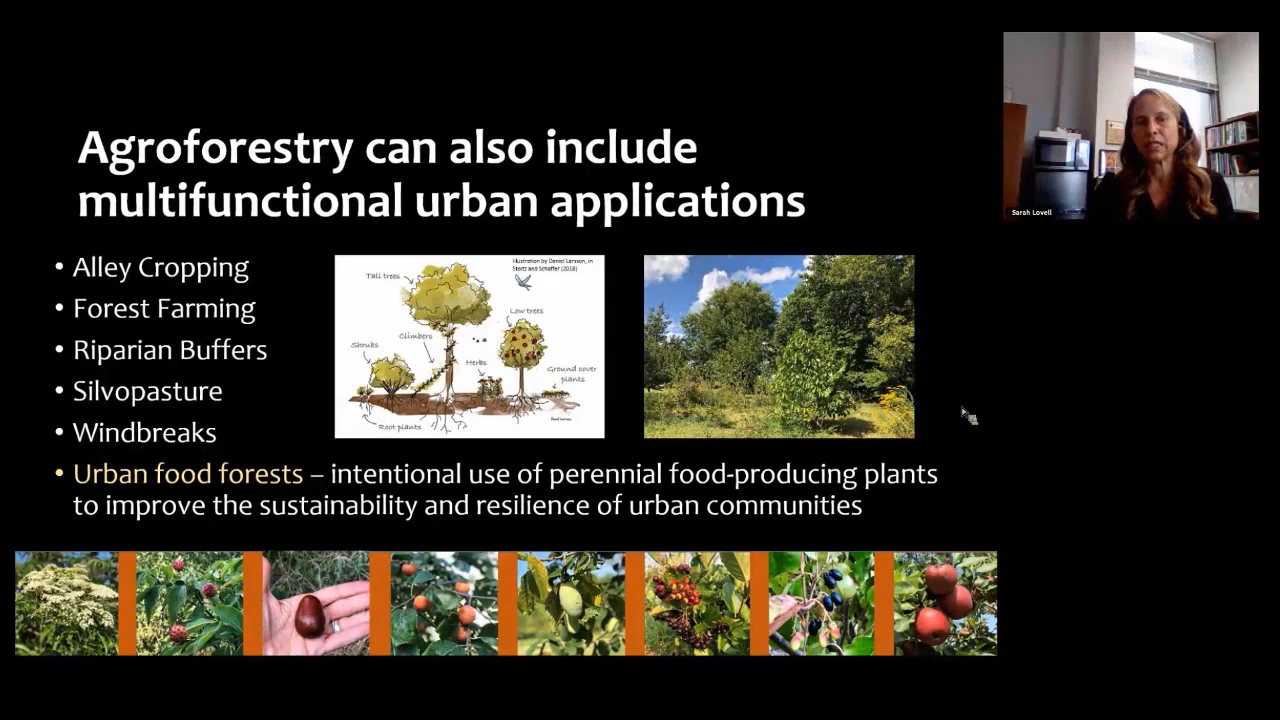 Agroforestry can also include
multifunctional urban applications
Sarah Lovell
• Alley Cropping
• Forest Farming
• Riparian Buffers
• Silvopasture
• Windbreaks
• Urban food forests – intentional use of perennial food-producing plants
to improve the sustainability and resilience of urban communities
Illustration by Daniel Larsson, in
Stoltz and Schaffer (2018)
Tall trees
Low trees
Climbers
Shrubs
Herbs
Ground cover
plants
Root plants